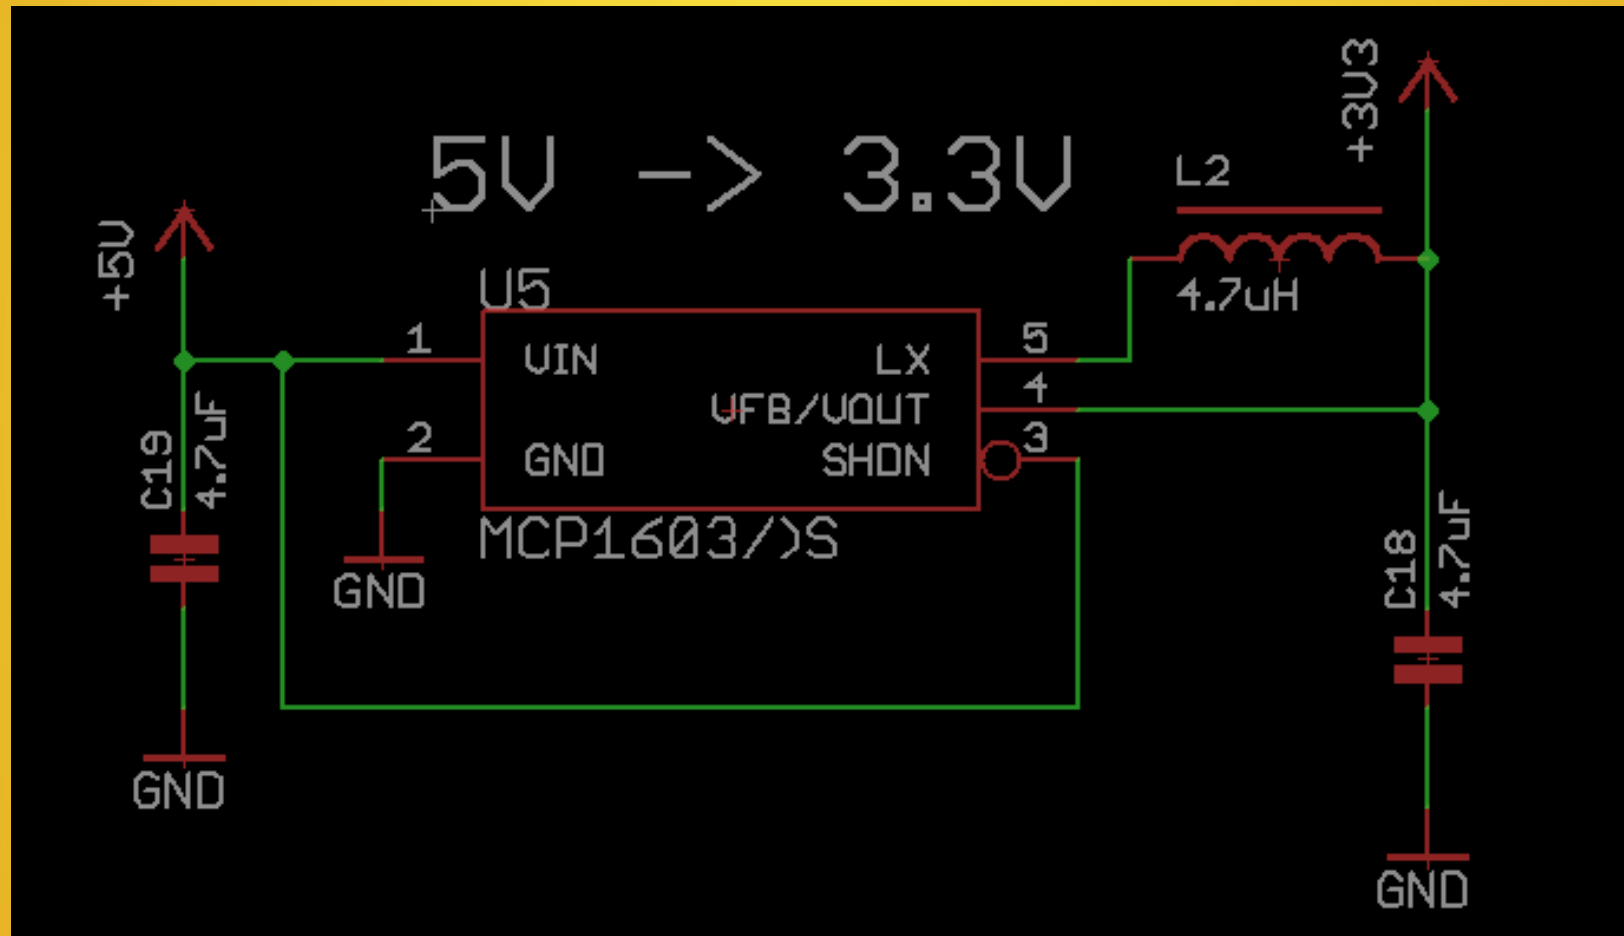 5V -> 3.3V
+3V3
L2
4.7uH
+5V
U5
1
VIN
LX
5
VFB/VOUT
4
2
GND
SHDN
3
MCP1603/)S
GND
C19
4.7uF
GND
C18
4.7uF
GND